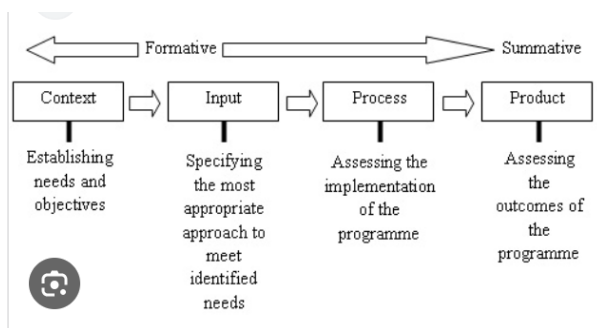 Formative
Summative
Context
Input
Process
Product
Establishing
needs and
objectives
Specifying
the most
appropriate
approach to
meet
identified
needs
Assessing the
implementation
of the
programme
Assessing
the
outcomes of
the
programme